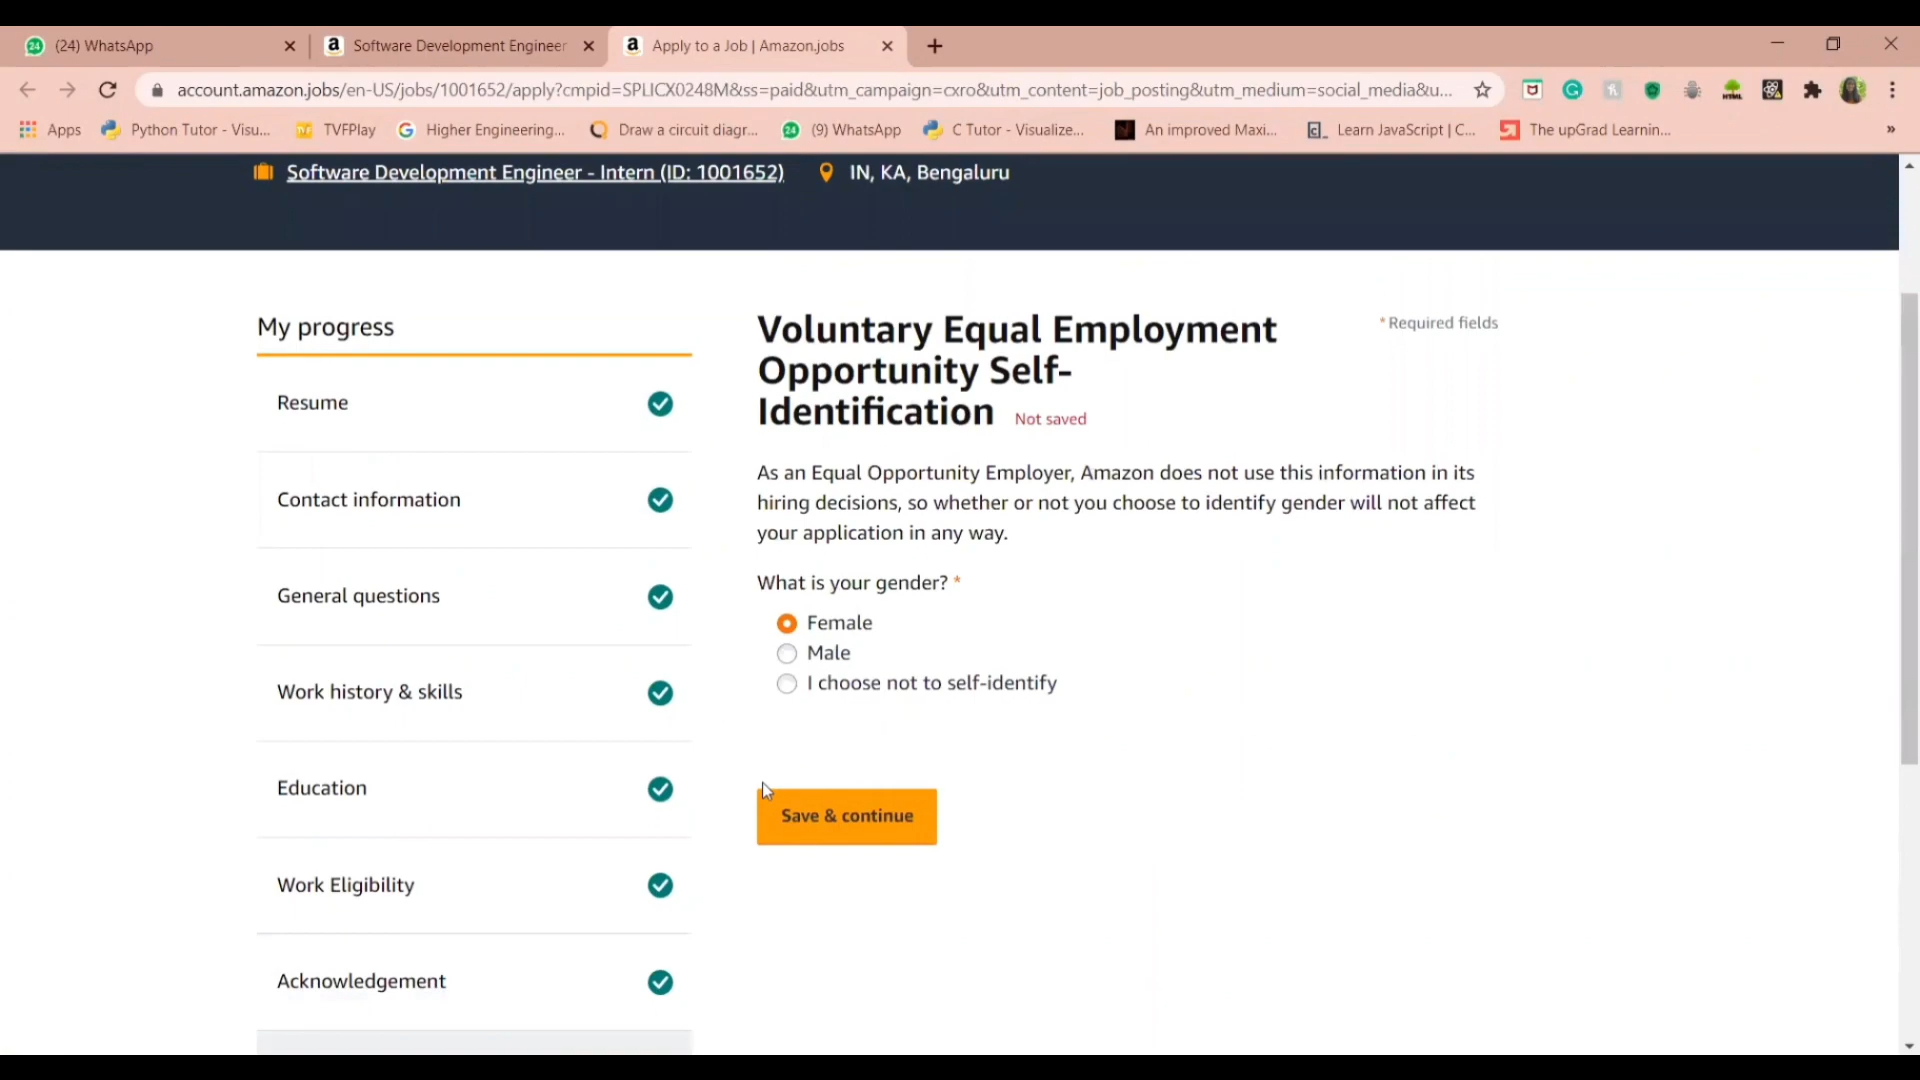 (24) WhatsApp
Software Development Engineer
Apply to a Job | Amazon.jobs
account.amazon.jobs/en-US/jobs/1001652/apply?cmpid=SPLICX0248M&ss=paid&utm_campaign=cxro&utm_content=job_posting&utm_medium=social_media&u...
Apps
Python Tutor - Visu...
TVFPlay
Higher Engineering...
Draw a circuit diagr...
(9) WhatsApp
C Tutor - Visualize...
An improved Maxi...
Learn JavaScript | C...
The upGrad Learnin...
»
Software Development Engineer - Intern (ID: 1001652)
IN, KA, Bengaluru
My progress
Resume
Contact information
General questions
Work history & skills
Education
Work Eligibility
Acknowledgement
Voluntary Equal Employment
Opportunity Self-
Identification Not saved
* Required fields
As an Equal Opportunity Employer, Amazon does not use this information in its
hiring decisions, so whether or not you choose to identify gender will not affect
your application in any way.
What is your gender? *
Female
Male
I choose not to self-identify
Save & continue